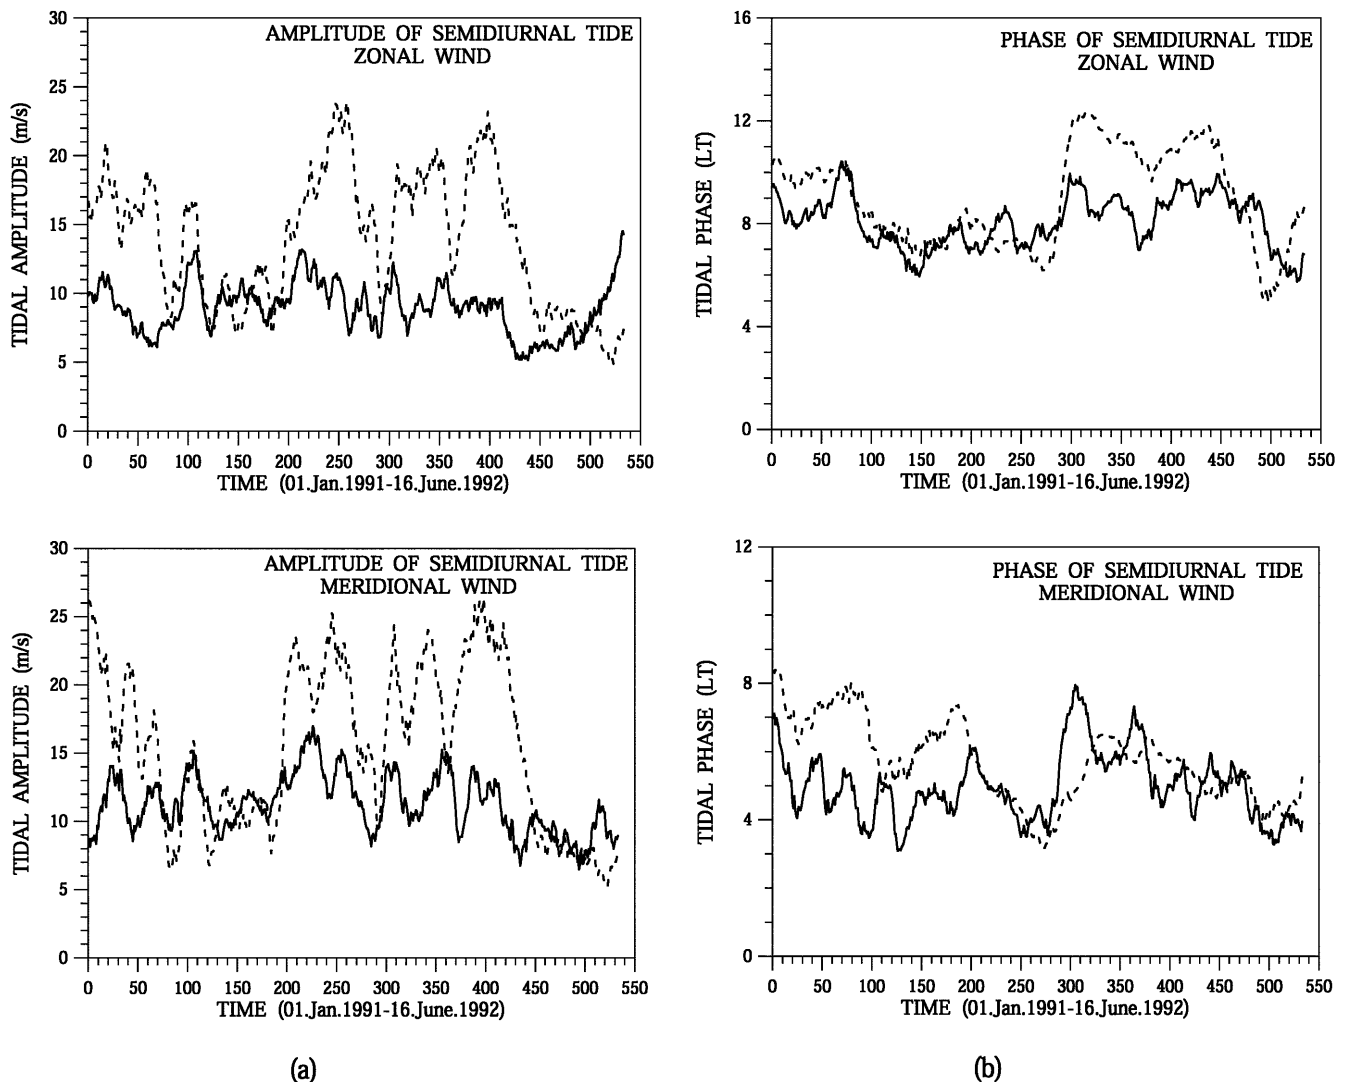 AMPLITUDE OF SEMIDIURNAL TIDE
ZONAL WIND
TIDAL AMPLITUDE (m/s)
30
25
20
15
10
5
0
0 50 100 150 200 250 300 350 400 450 500 550
TIME (01.Jan.1991-16.June.1992)
PHASE OF SEMIDIURNAL TIDE
ZONAL WIND
TIDAL PHASE (LT)
16
12
8
4
0
0 50 100 150 200 250 300 350 400 450 500 550
TIME (01.Jan.1991-16.June.1992)
AMPLITUDE OF SEMIDIURNAL TIDE
MERIDIONAL WIND
TIDAL AMPLITUDE (m/s)
30
25
20
15
10
5
0
0 50 100 150 200 250 300 350 400 450 500 550
TIME (01.Jan.1991-16.June.1992)
PHASE OF SEMIDIURNAL TIDE
MERIDIONAL WIND
TIDAL PHASE (LT)
12
8
4
0
0 50 100 150 200 250 300 350 400 450 500 550
TIME (01.Jan.1991-16.June.1992)
(a)
(b)